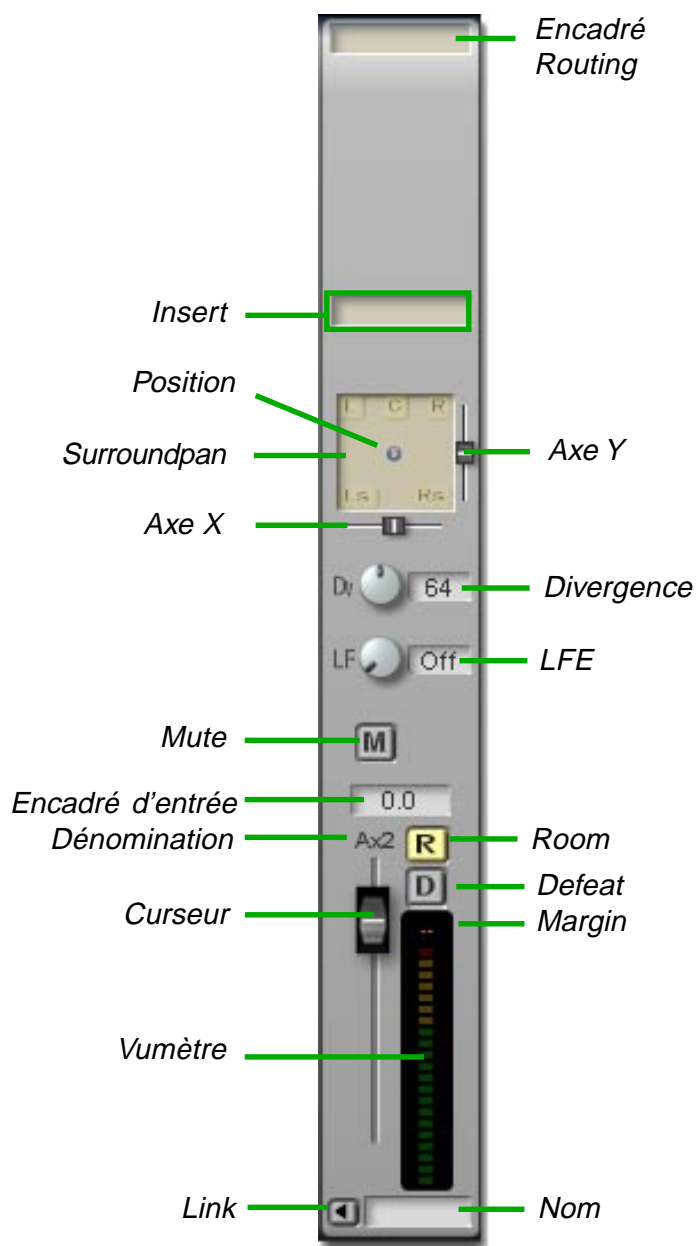 Encadré
Routing
Insert
Position
L C R
Surroundpan
Axe Y
Ls Rs
Axe X
Dv 64 Divergence
LF Off LFE
Mute M
Encadré d'entrée 0.0
Dénomination Ax2 R Room
D Defeat
Curseur Margin
--
Vumètre
Link Nom